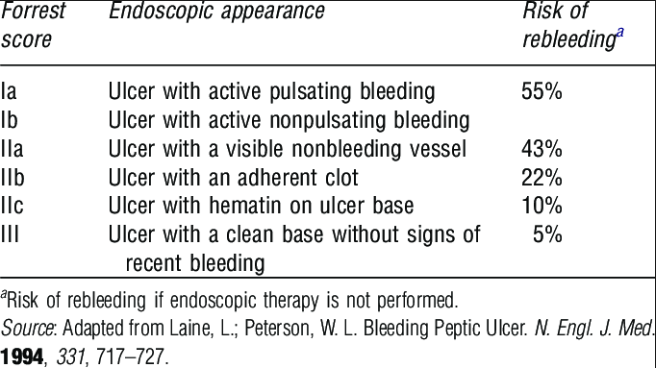 Forrest Endoscopic appearance Risk of
score rebleedingᵃ
Ia Ulcer with active pulsating bleeding 55%
Ib Ulcer with active nonpulsating bleeding
IIa Ulcer with a visible nonbleeding vessel 43%
IIb Ulcer with an adherent clot 22%
IIc Ulcer with hematin on ulcer base 10%
III Ulcer with a clean base without signs of 5%
recent bleeding
ᵃRisk of rebleeding if endoscopic therapy is not performed.
Source: Adapted from Laine, L.; Peterson, W. L. Bleeding Peptic Ulcer. N. Engl. J. Med.
1994, 331, 717–727.